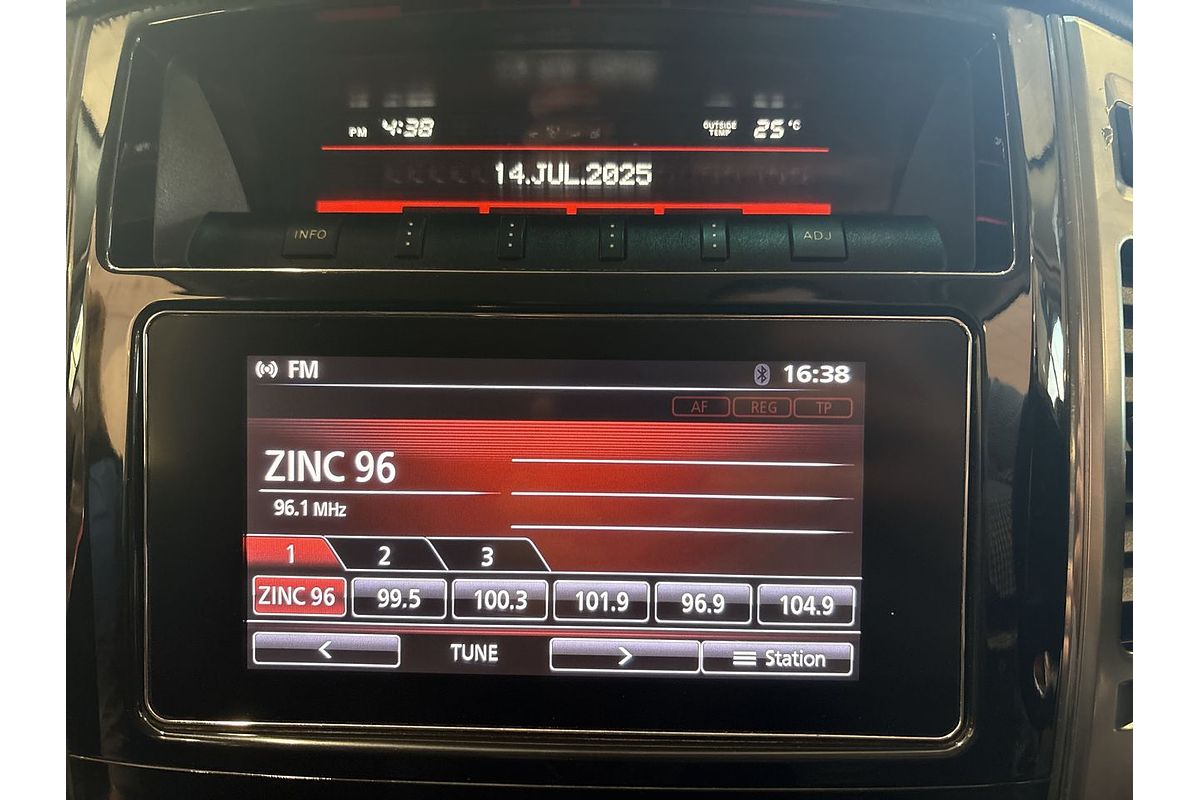 PM 4:38 OUTSIDE TEMP 25°C
14.JUL.2025
INFO ADJ
FM 16:38
AF REG TP
ZINC 96
96.1 MHz
1 2 3
ZINC 96 99.5 100.3 101.9 96.9 104.9
< TUNE > Station